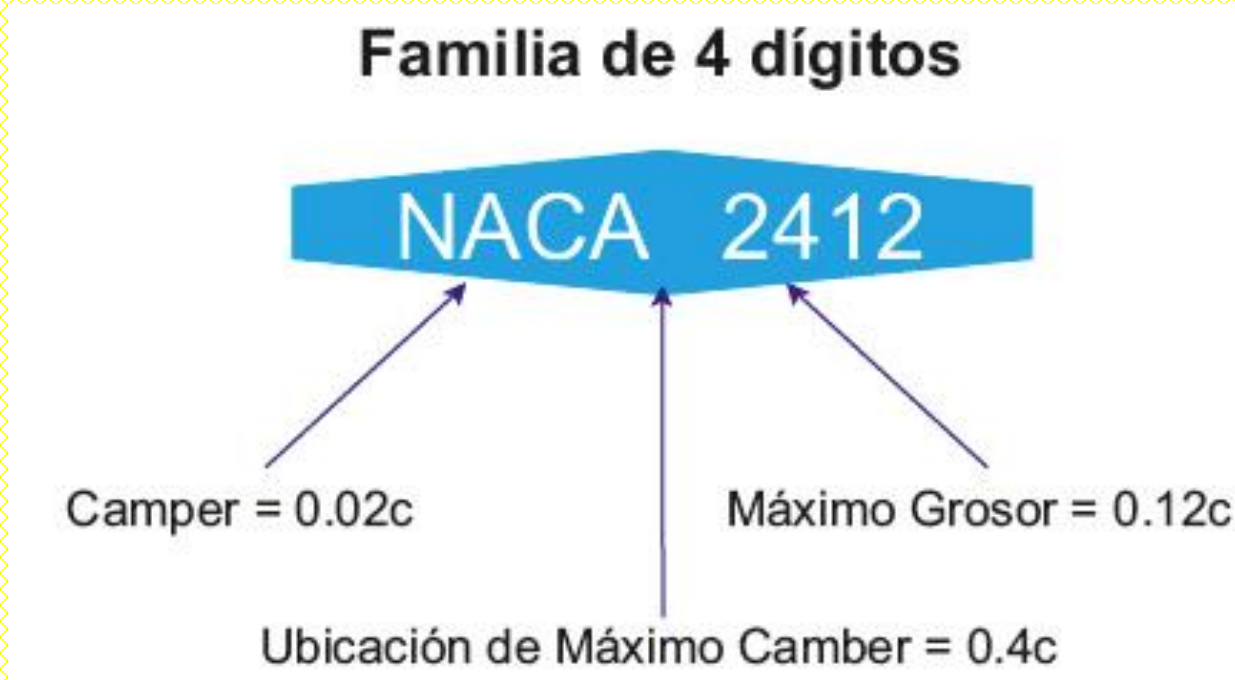 Familia de 4 dígitos
NACA 2412
Camper = 0.02c
Máximo Grosor = 0.12c
Ubicación de Máximo Camber = 0.4c